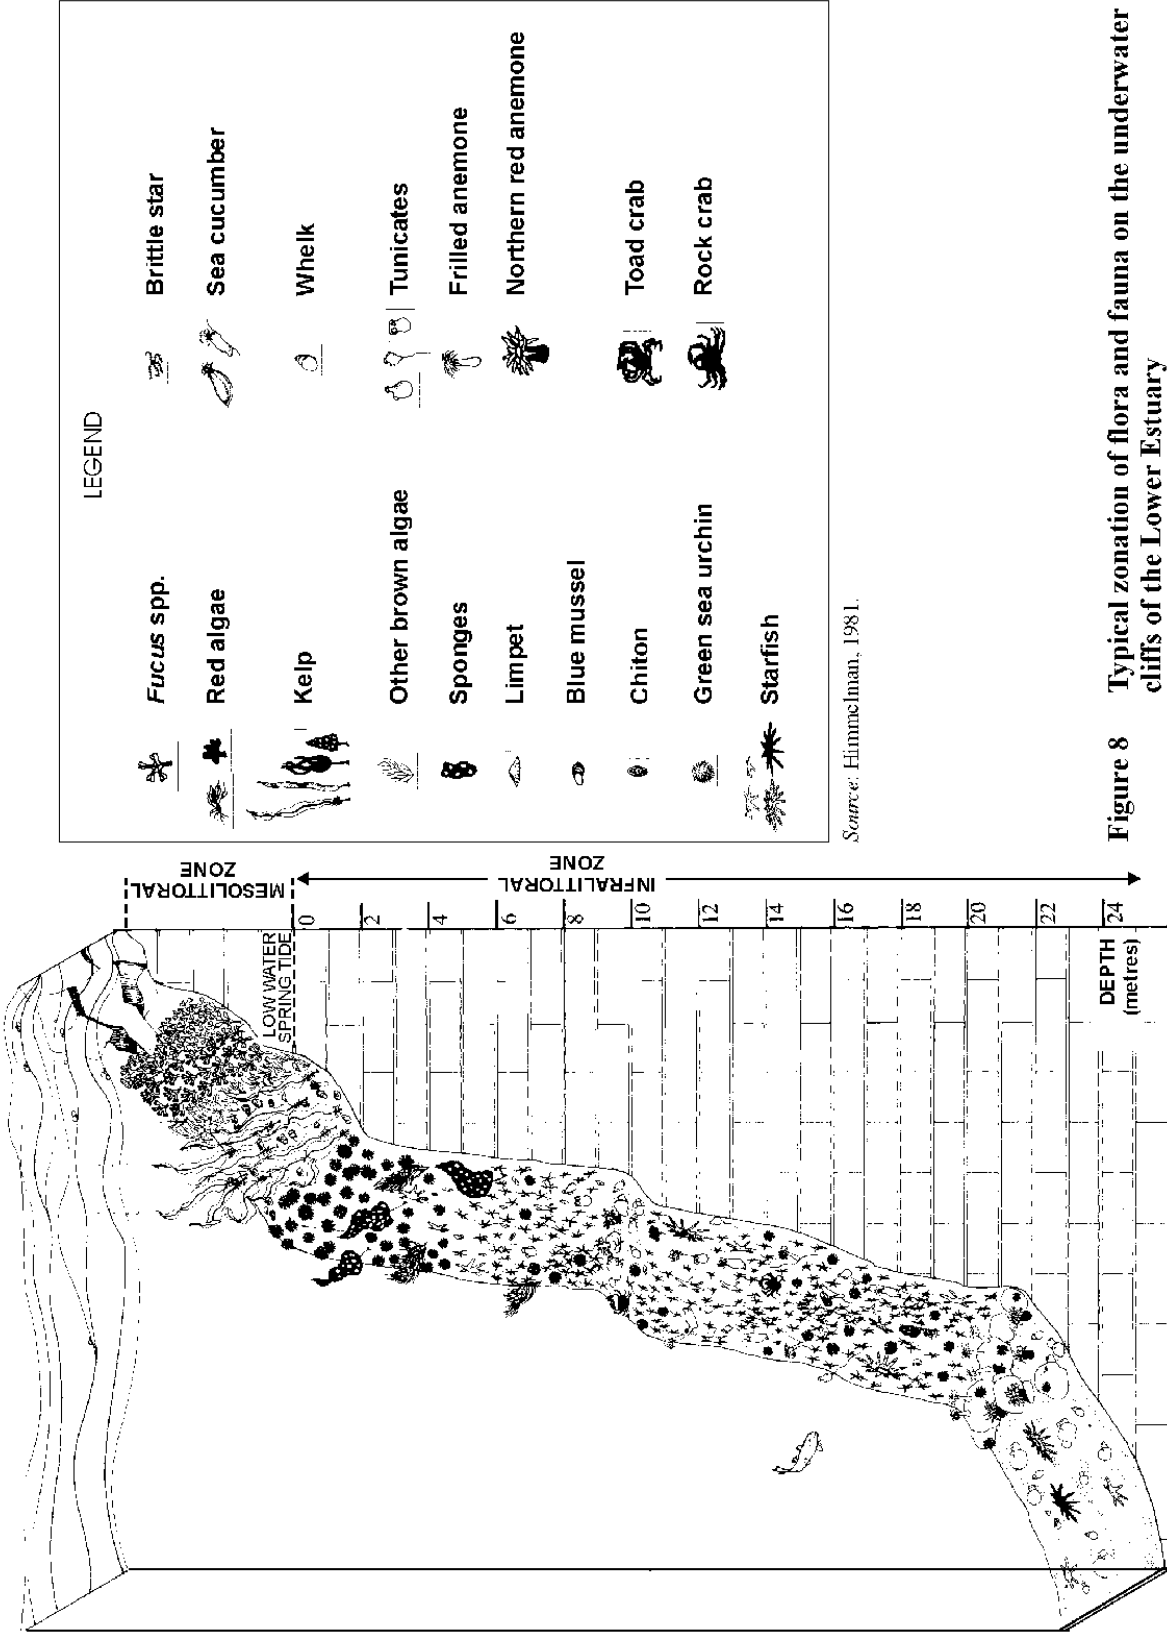 MESOLITTORAL
ZONE
INFRALITTORAL
ZONE
LOW WATER
SPRING TIDE
0
2
4
6
8
10
12
14
16
18
20
22
24
DEPTH
(metres)
LEGEND
Fucus spp.
Red algae
Kelp
Other brown algae
Sponges
Limpet
Blue mussel
Chiton
Green sea urchin
Starfish
Brittle star
Sea cucumber
Whelk
Tunicates
Frilled anemone
Northern red anemone
Toad crab
Rock crab
Source: Himmelman, 1981.
Figure 8 Typical zonation of flora and fauna on the underwater
cliffs of the Lower Estuary